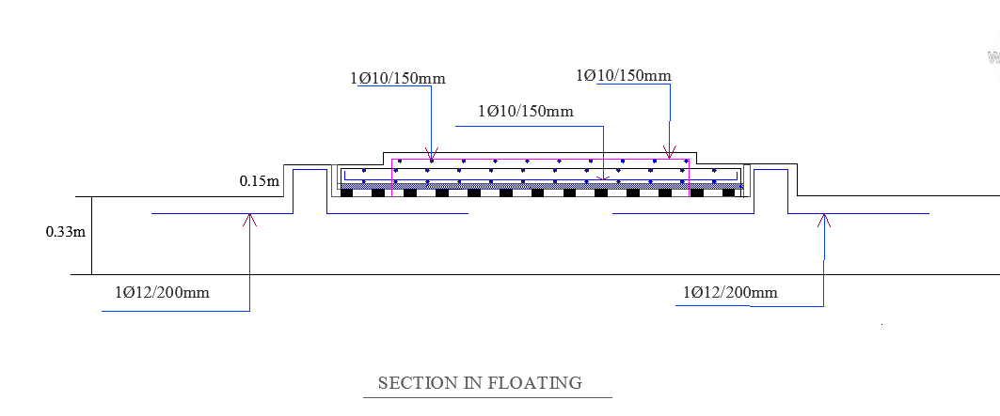 1Ø10/150mm
1Ø10/150mm
1Ø10/150mm
0.15m
0.33m
1Ø12/200mm
1Ø12/200mm
SECTION IN FLOATING